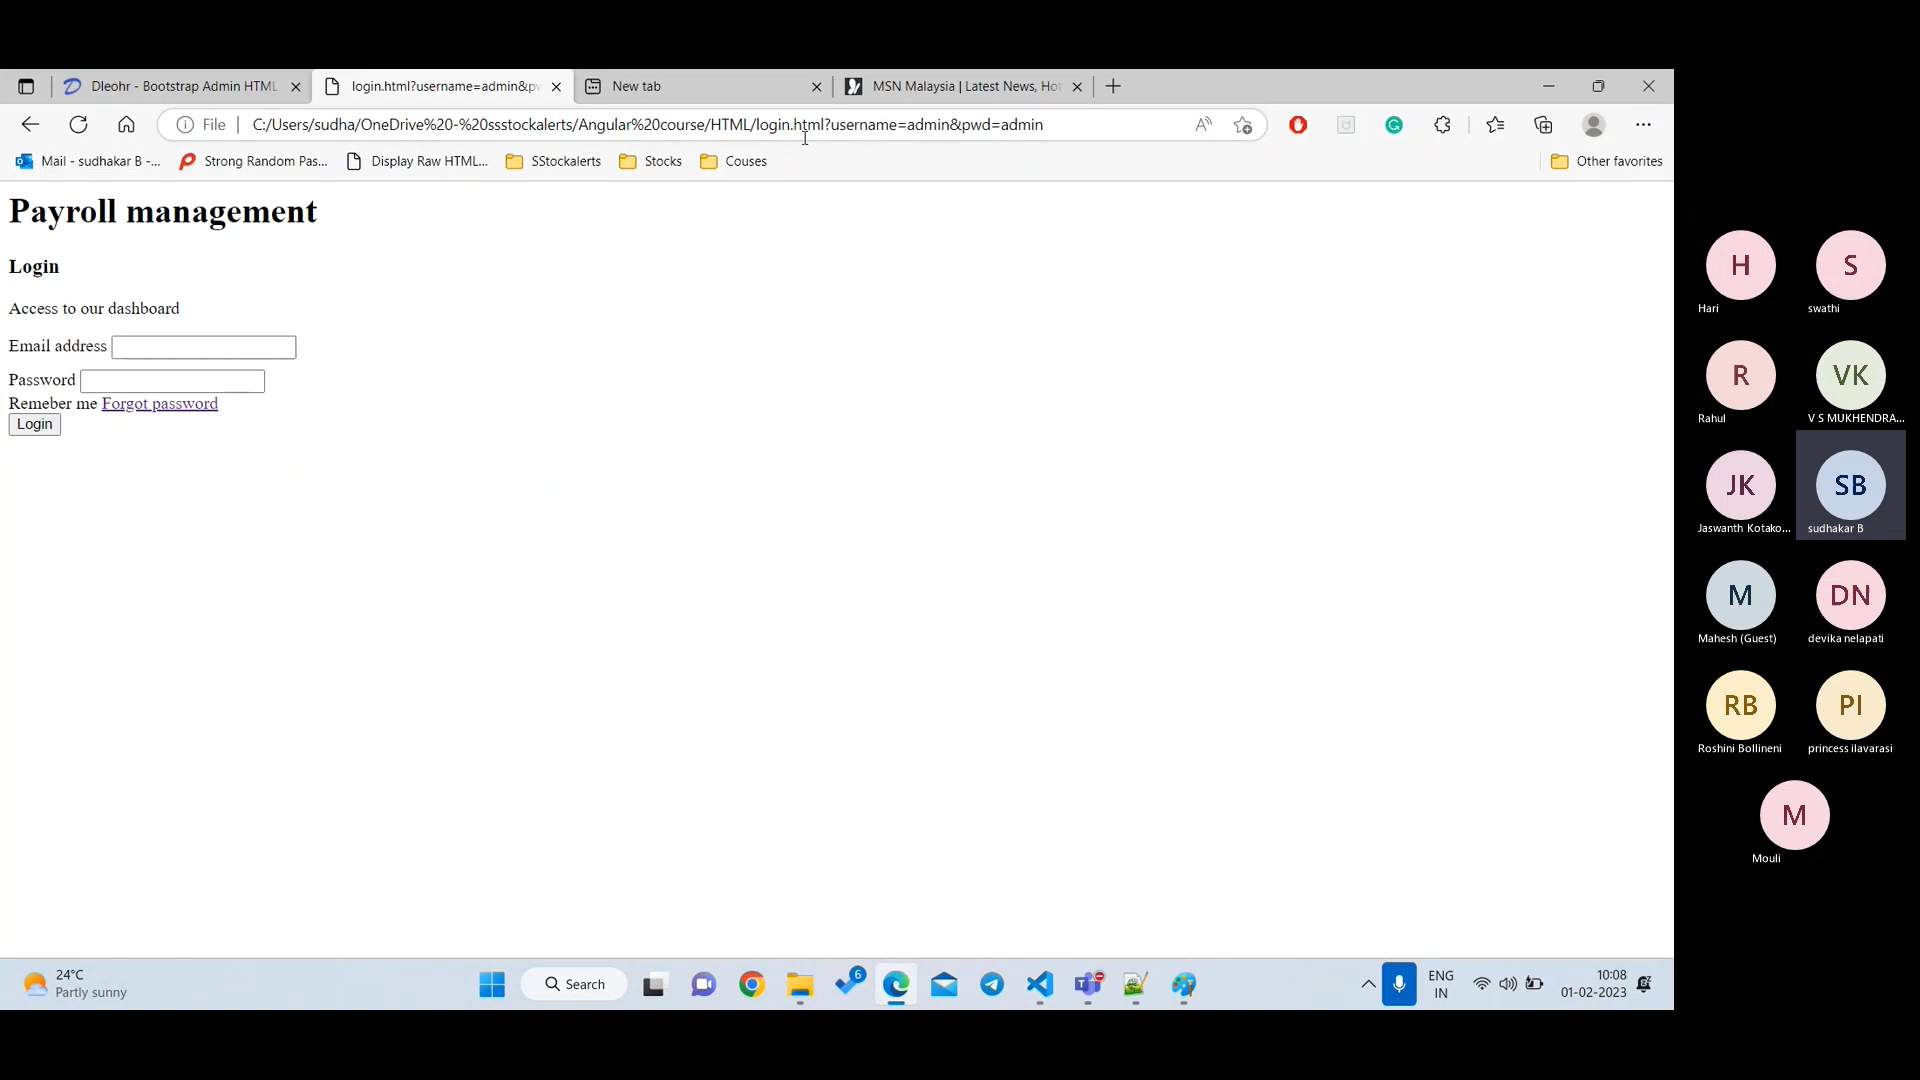 Dleohr - Bootstrap Admin HTML
login.html?username=admin&pw
New tab
MSN Malaysia | Latest News, Hot
File
C:/Users/sudha/OneDrive%20-%20ssstockalerts/Angular%20course/HTML/login.html?username=admin&pwd=admin
Mail - sudhakar B -...
Strong Random Pas...
Display Raw HTML...
SStockalerts
Stocks
Couses
Other favorites
Payroll management
Login
Access to our dashboard
Email address
Password
Remeber me Forgot password
Login
H
Hari
S
swathi
R
Rahul
VK
V S MUKHENDRA...
JK
Jaswanth Kotako...
SB
sudhakar B
M
Mahesh (Guest)
DN
devika nelapati
RB
Roshini Bollineni
PI
princess ilavarasi
M
Mouli
24°C
Partly sunny
Search
6
ENG
IN
10:08
01-02-2023